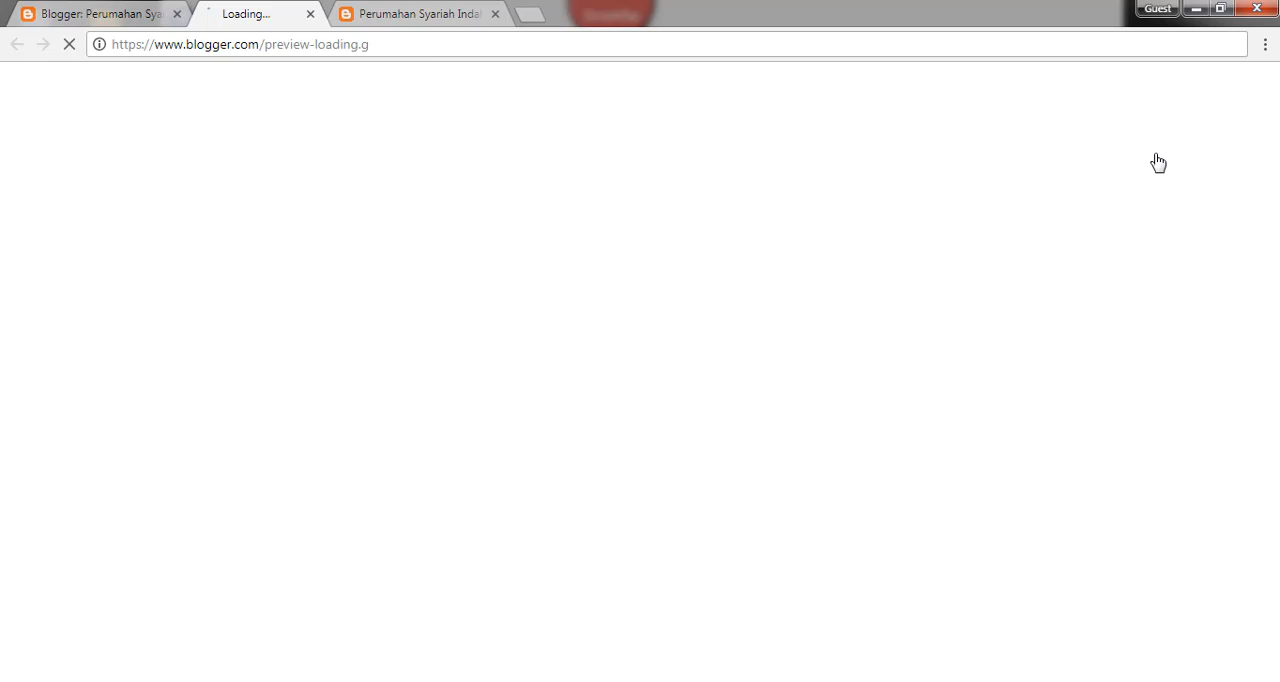 Blogger: Perumahan Sya
Loading...
Perumahan Syariah Inda
Guest
https://www.blogger.com/preview-loading.g